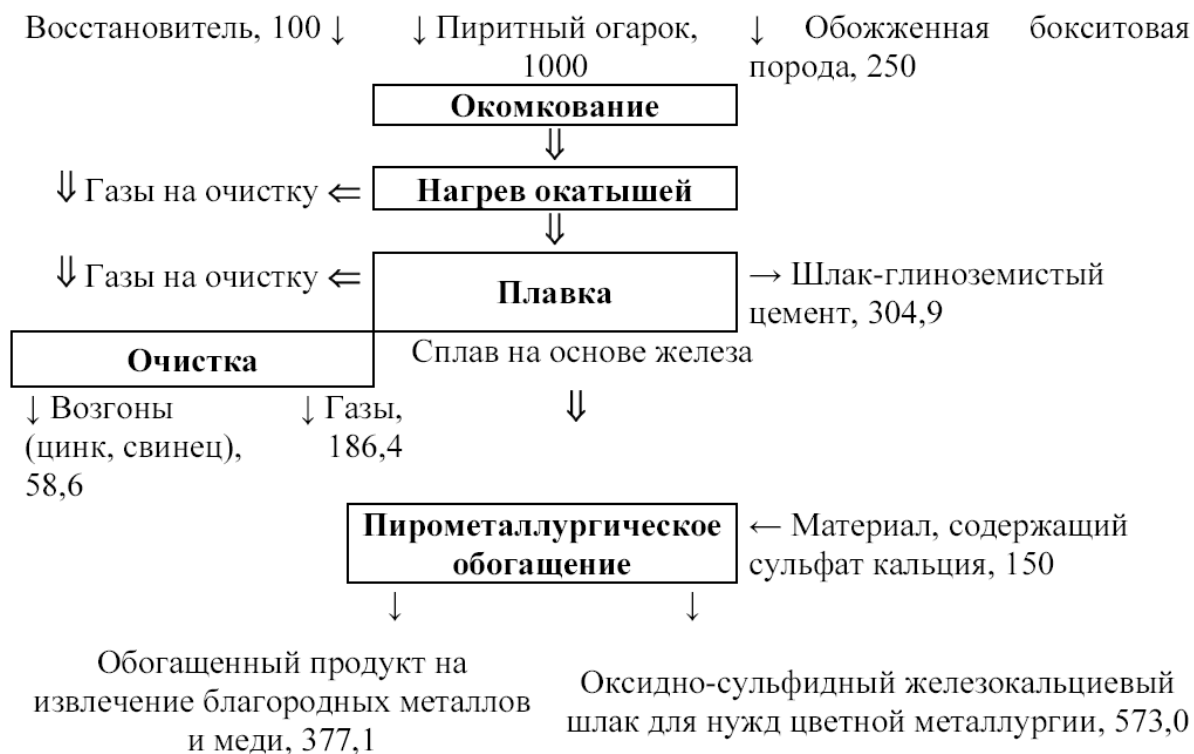 Восстановитель, 100 ↓ ↓ Пиритный огарок, 1000 ↓ Обожженная бокситовая порода, 250
Окомкование
⇓
⇓ Газы на очистку ⇐ Нагрев окатышей
⇓
⇓ Газы на очистку ⇐ Плавка → Шлак-глиноземистый
цемент, 304,9
Очистка Сплав на основе железа
↓ Возгоны
(цинк, свинец),
58,6
↓ Газы,
186,4
⇓
Пирометаллургическое
обогащение
← Материал, содержащий
сульфат кальция, 150
↓ ↓
Обогащенный продукт на
извлечение благородных металлов
и меди, 377,1
Оксидно-сульфидный железокальциевый
шлак для нужд цветной металлургии, 573,0